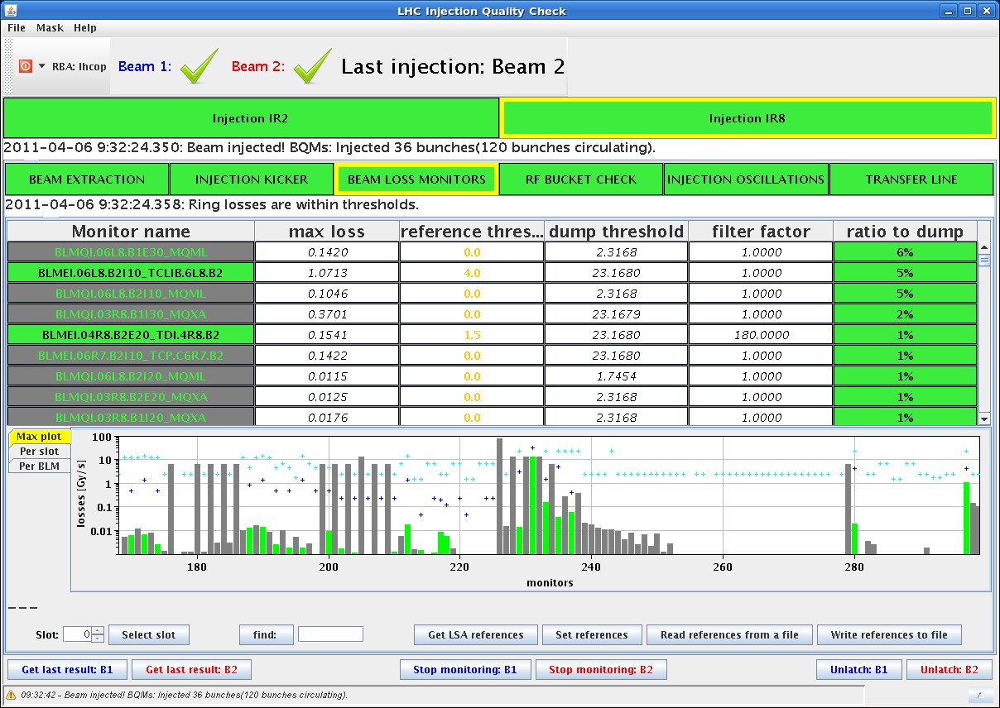 LHC Injection Quality Check
File Mask Help
RBA: lhcop Beam 1: Beam 2: Last injection: Beam 2
Injection IR2 Injection IR8
2011-04-06 9:32:24.350: Beam injected! BQMs: Injected 36 bunches(120 bunches circulating).
BEAM EXTRACTION INJECTION KICKER BEAM LOSS MONITORS RF BUCKET CHECK INJECTION OSCILLATIONS TRANSFER LINE
2011-04-06 9:32:24.358: Ring losses are within thresholds.
Monitor name max loss reference thres... dump threshold filter factor ratio to dump
BLMQI.06L8.B1E30_MQML 0.1420 0.0 2.3168 1.0000 6%
BLMEI.06L8.B2I10_TCLIB.6L8.B2 1.0713 4.0 23.1680 1.0000 5%
BLMQI.06L8.B2I10_MQML 0.1046 0.0 2.3168 1.0000 5%
BLMQI.03R8.B1I30_MQXA 0.3701 0.0 23.1679 1.0000 2%
BLMEI.04R8.B2E20_TDI.4R8.B2 0.1541 1.5 23.1680 180.0000 1%
BLMEI.06R7.B2I10_TCP.C6R7.B2 0.1422 0.0 23.1680 1.0000 1%
BLMQI.06L8.B2I20_MQML 0.0115 0.0 1.7454 1.0000 1%
BLMQI.03R8.B2E20_MQXA 0.0125 0.0 2.3168 1.0000 1%
BLMQI.03R8.B1I20_MQXA 0.0176 0.0 2.3168 1.0000 1%
Max plot
Per slot
Per BLM
losses [Gy/s]
100
10
1
0.1
0.01
180 200 220 240 260 280
monitors
---
Slot: 0 Select slot find: Get LSA references Set references Read references from a file Write references to file
Get last result: B1 Get last result: B2 Stop monitoring: B1 Stop monitoring: B2 Unlatch: B1 Unlatch: B2
09:32:42 - Beam injected! BQMs: Injected 36 bunches(120 bunches circulating).